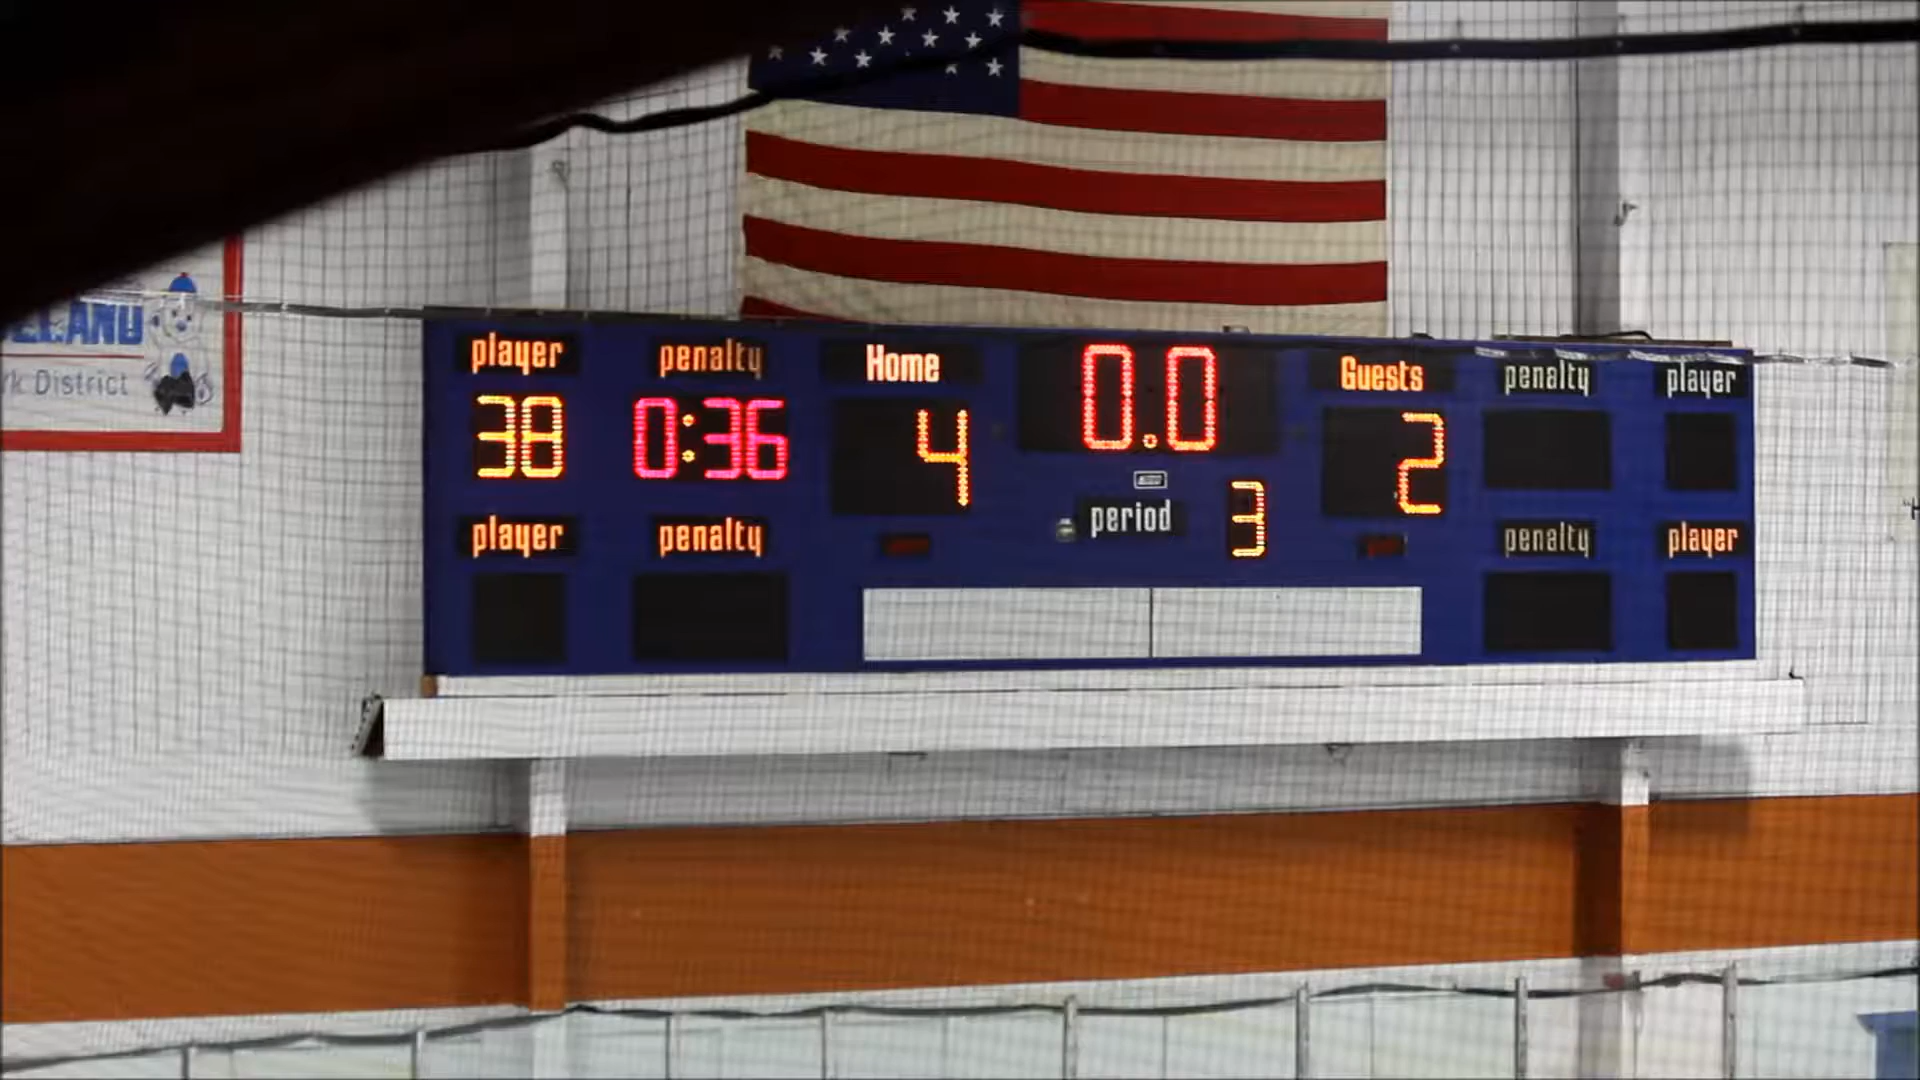 player penalty Home 0.0 Guests penalty player
38 0:36 4 2
period 3
player penalty penalty player
rk District